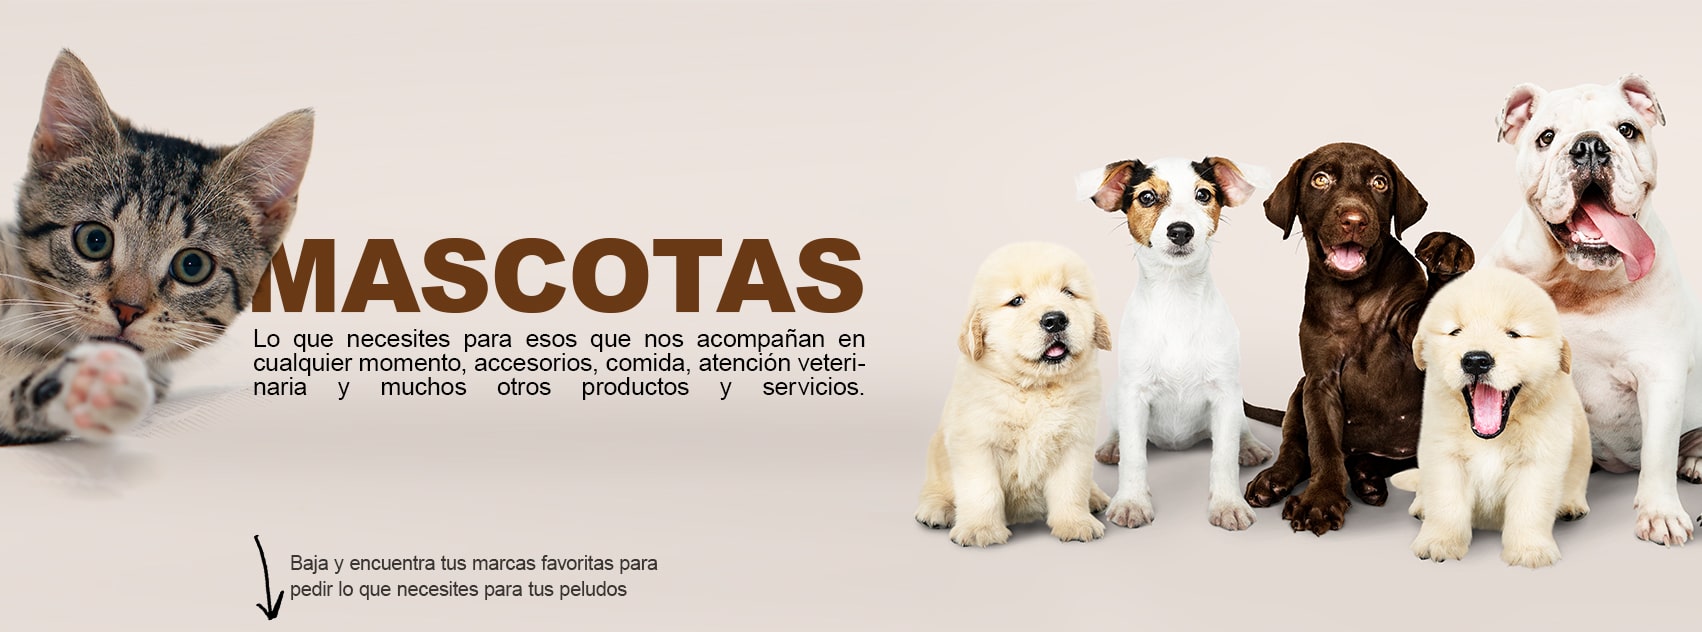 MASCOTAS
Lo que necesites para esos que nos acompañan en
cualquier momento, accesorios, comida, atención veteri-
naria y muchos otros productos y servicios.
Baja y encuentra tus marcas favoritas para
pedir lo que necesites para tus peludos